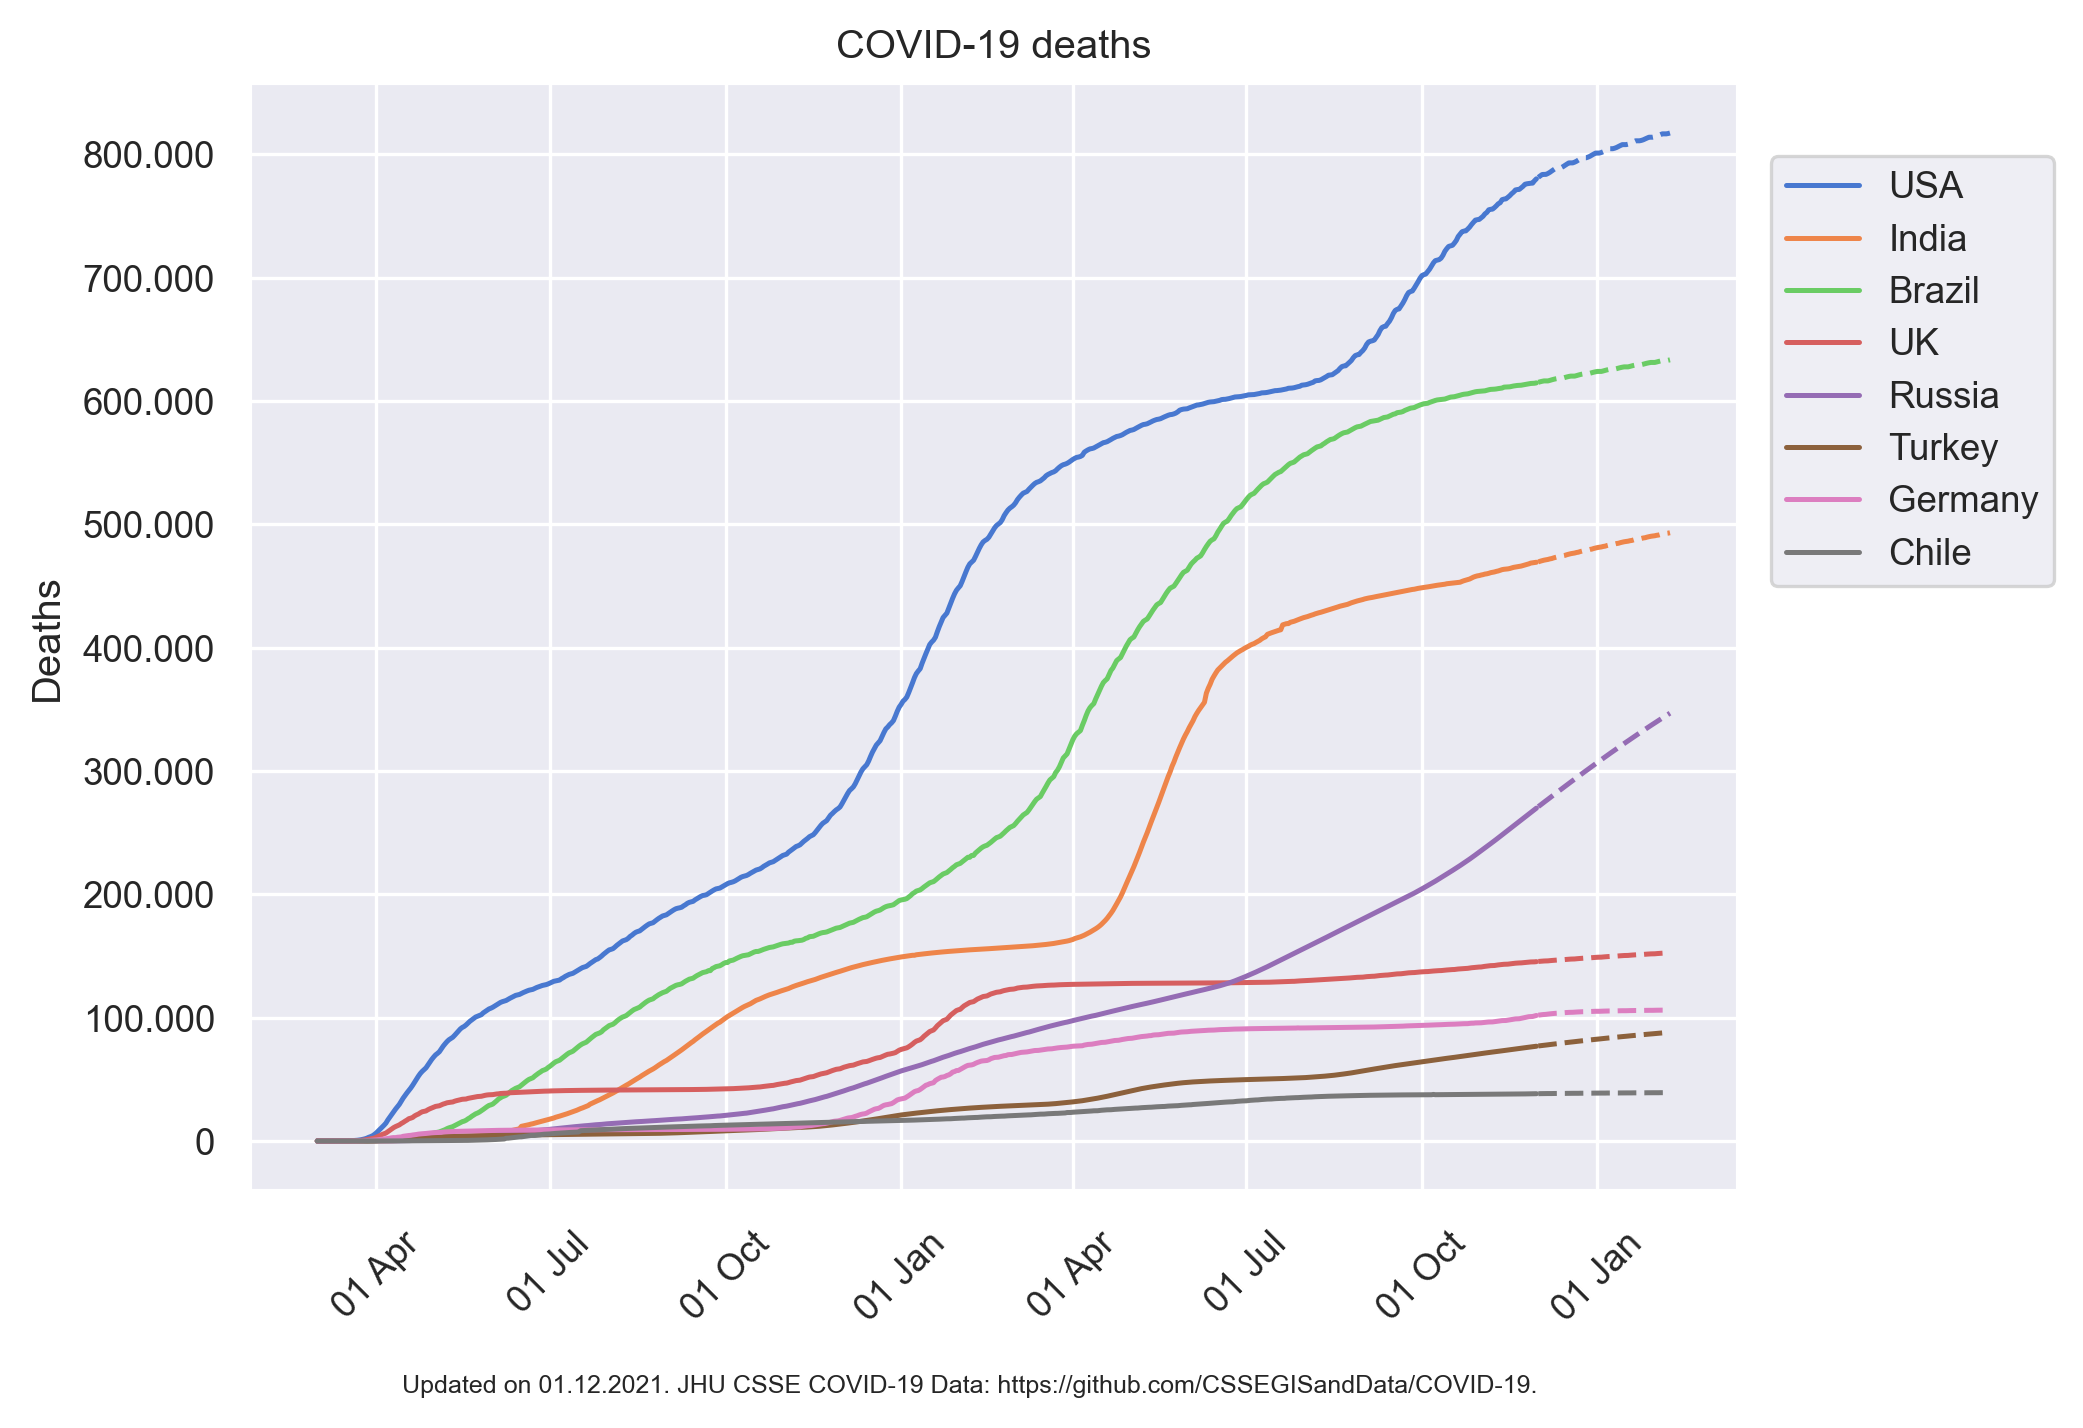 COVID-19 deaths
800.000
700.000
600.000
500.000
400.000
300.000
200.000
100.000
0
Deaths
01 Apr
01 Jul
01 Oct
01 Jan
01 Apr
01 Jul
01 Oct
01 Jan
USA
India
Brazil
UK
Russia
Turkey
Germany
Chile
Updated on 01.12.2021. JHU CSSE COVID-19 Data: https://github.com/CSSEGISandData/COVID-19.